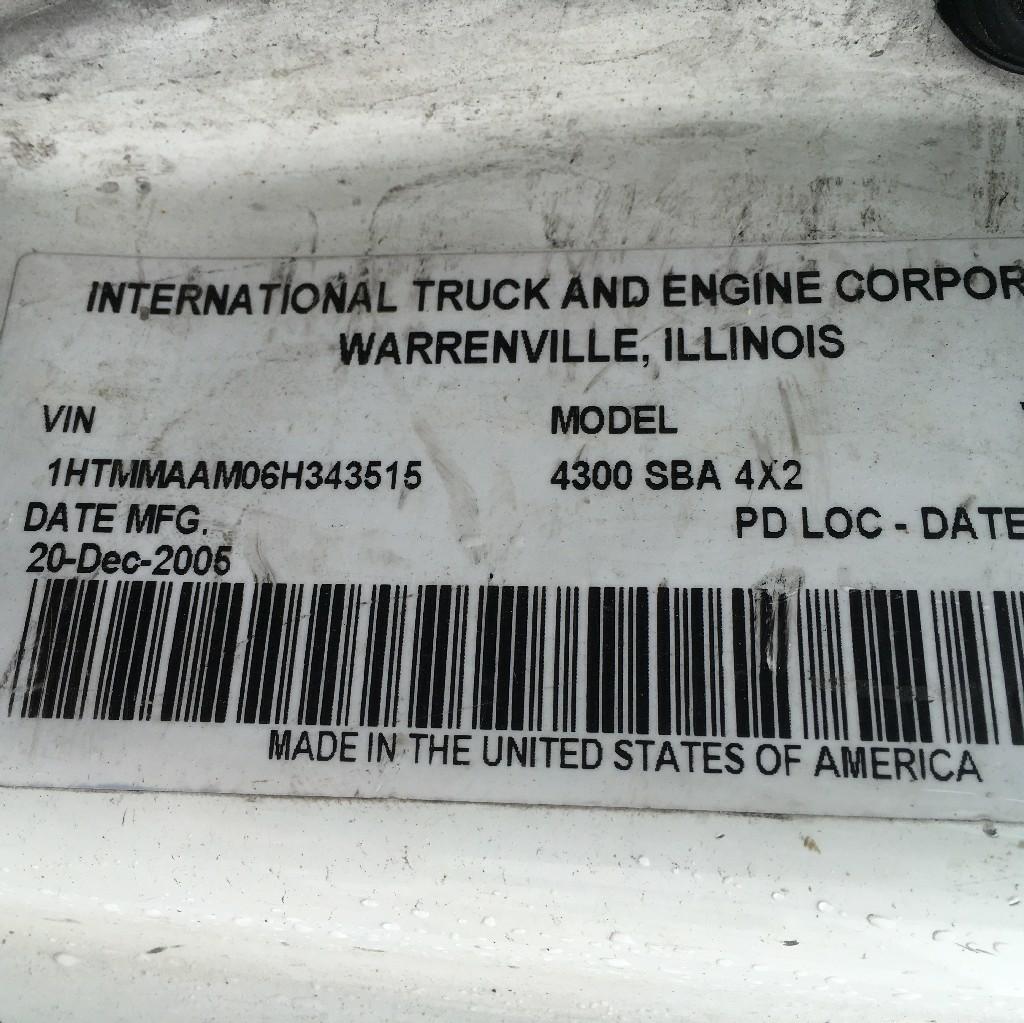 INTERNATIONAL TRUCK AND ENGINE CORPOR
WARRENVILLE, ILLINOIS
VIN MODEL
1HTMMAAM06H343515 4300 SBA 4X2
DATE MFG. PD LOC - DATE
20-Dec-2005
MADE IN THE UNITED STATES OF AMERICA